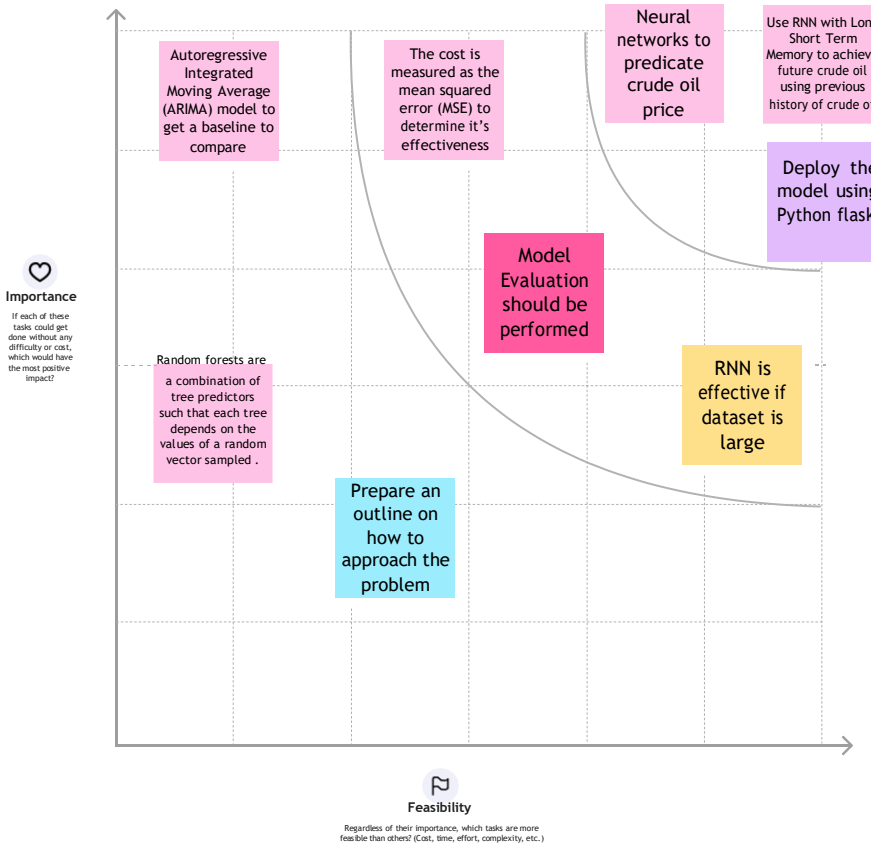 Autoregressive
Integrated
Moving Average
(ARIMA) model to
get a baseline to
compare
The cost is
measured as the
mean squared
error (MSE) to
determine it's
effectiveness
Neural
networks to
predicate
crude oil
price
Use RNN with Lon
Short Term
Memory to achiev
future crude oil
using previous
history of crude o
Deploy the
model using
Python flask
Model
Evaluation
should be
performed
Importance
If each of these
tasks could get
done without any
difficulty or cost,
which would have
the most positive
impact?
Random forests are
a combination of
tree predictors
such that each tree
depends on the
values of a random
vector sampled .
RNN is
effective if
dataset is
large
Prepare an
outline on
how to
approach the
problem
Feasibility
Regardless of their importance, which tasks are more
feasible than others? (Cost, time, effort, complexity, etc.)